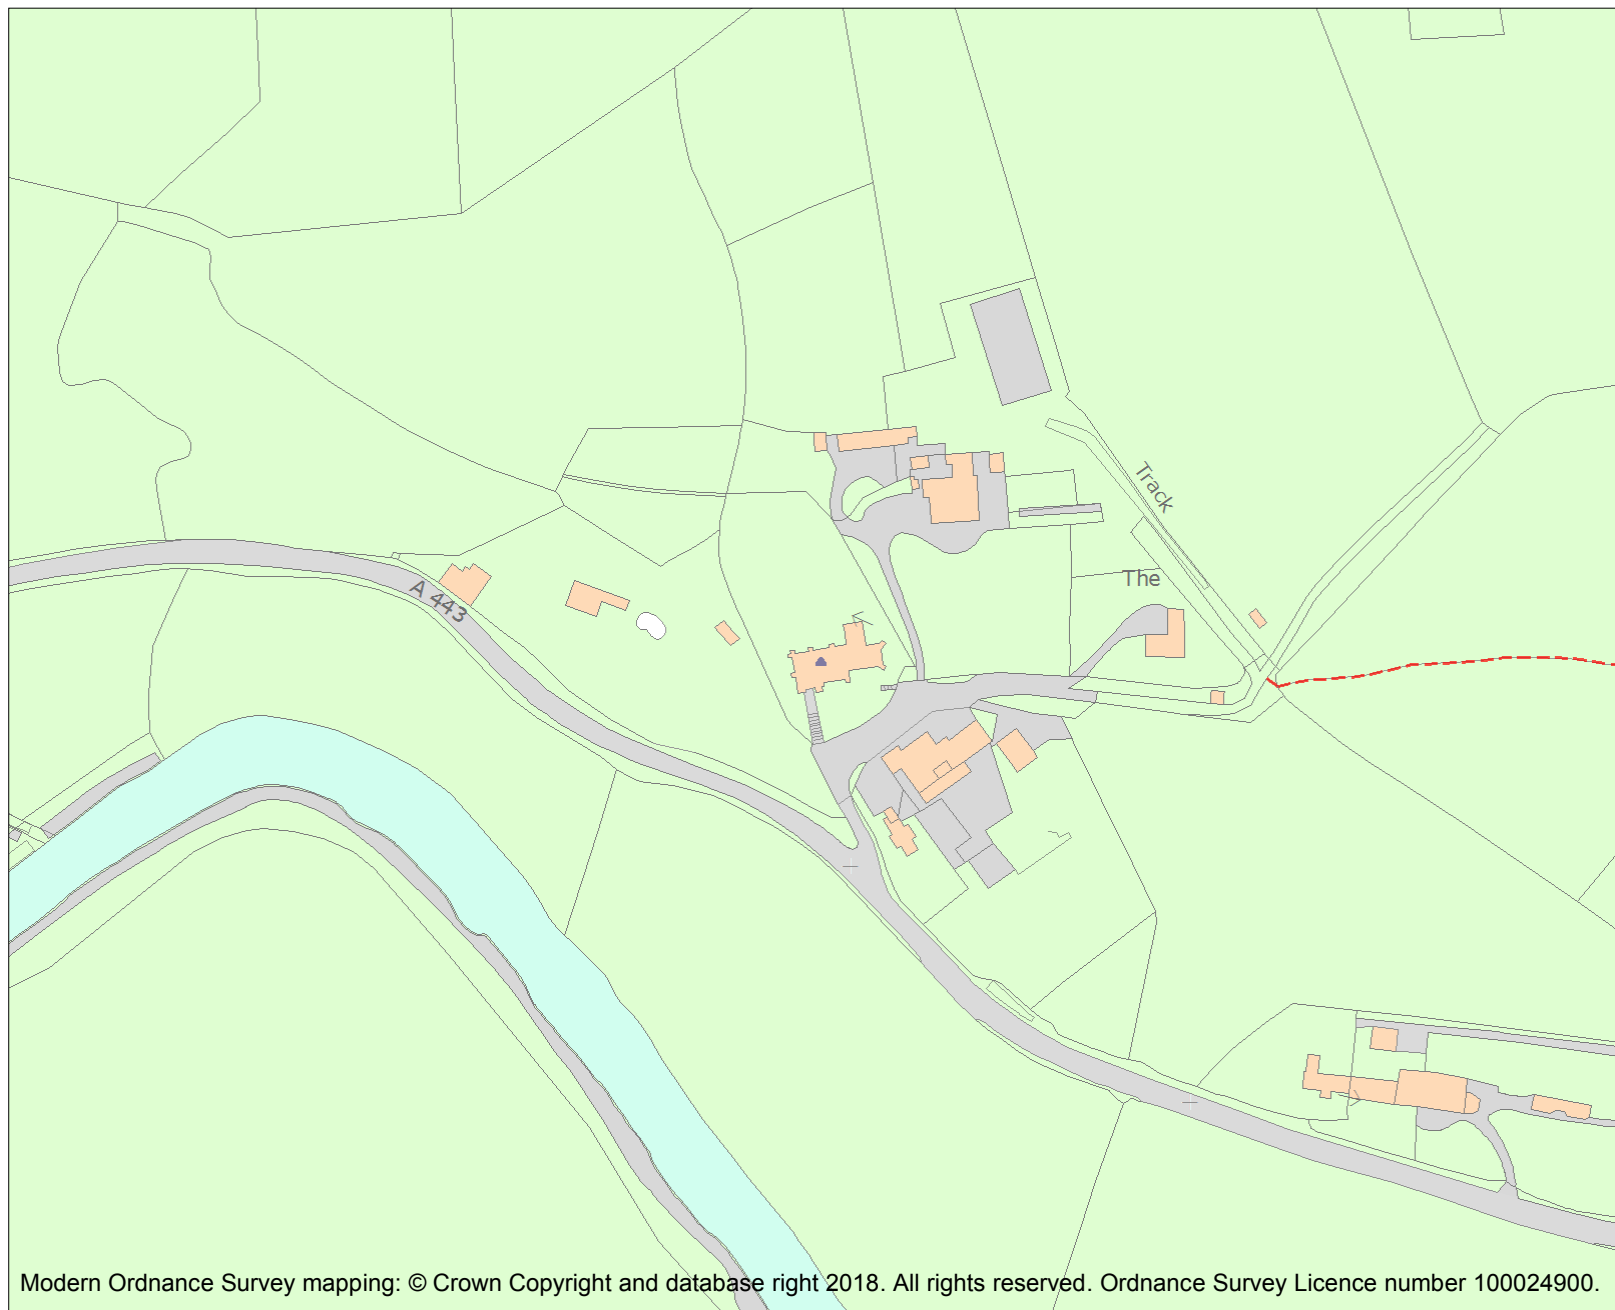 Track
The
A 443
Modern Ordnance Survey mapping: © Crown Copyright and database right 2018. All rights reserved. Ordnance Survey Licence number 100024900.